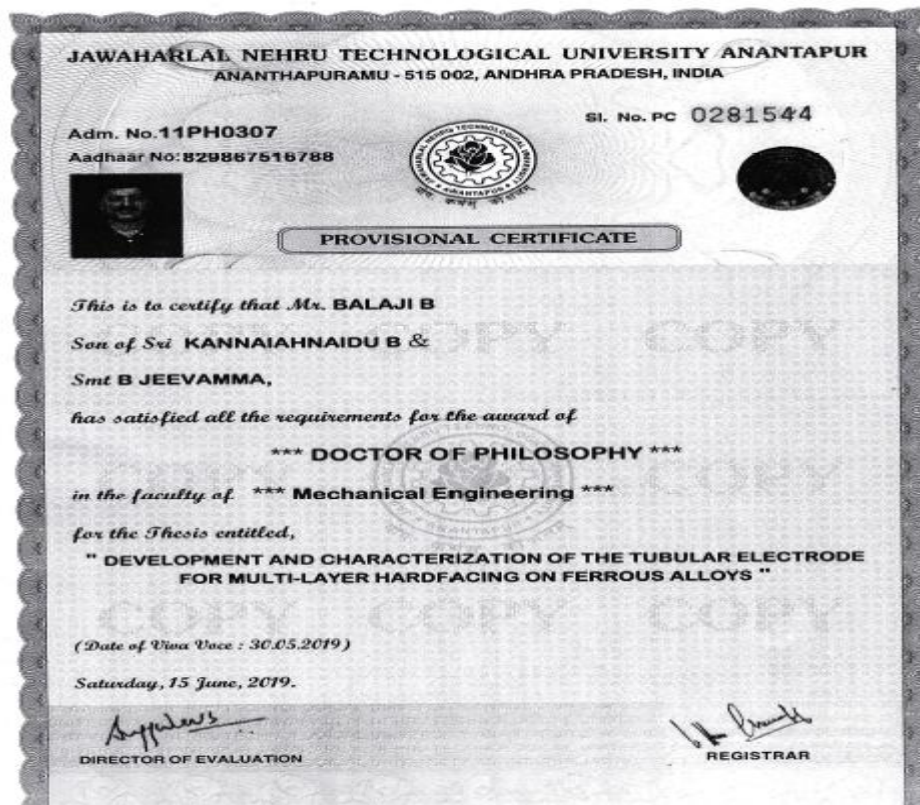 JAWAHARLAL NEHRU TECHNOLOGICAL UNIVERSITY ANANTAPUR
ANANTHAPURAMU - 515 002, ANDHRA PRADESH, INDIA
Sl. No. PC 0281544
Adm. No.11PH0307
Aadhaar No:829867516788
PROVISIONAL CERTIFICATE
This is to certify that Mr. BALAJI B
Son of Sri KANNAIAHNAIDU B &
Smt B JEEVAMMA,
has satisfied all the requirements for the award of
*** DOCTOR OF PHILOSOPHY ***
in the faculty of *** Mechanical Engineering ***
for the Thesis entitled,
" DEVELOPMENT AND CHARACTERIZATION OF THE TUBULAR ELECTRODE
FOR MULTI-LAYER HARDFACING ON FERROUS ALLOYS "
COPY COPY COPY
(Date of Viva Voce : 30.05.2019)
Saturday, 15 June, 2019.
DIRECTOR OF EVALUATION
REGISTRAR